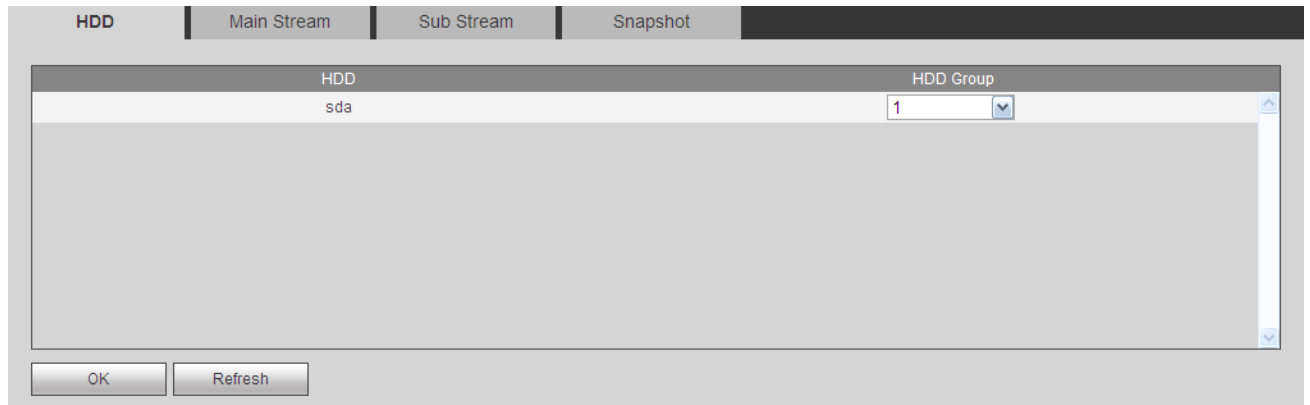 HDD Main Stream Sub Stream Snapshot
HDD HDD Group
sda 1
OK Refresh